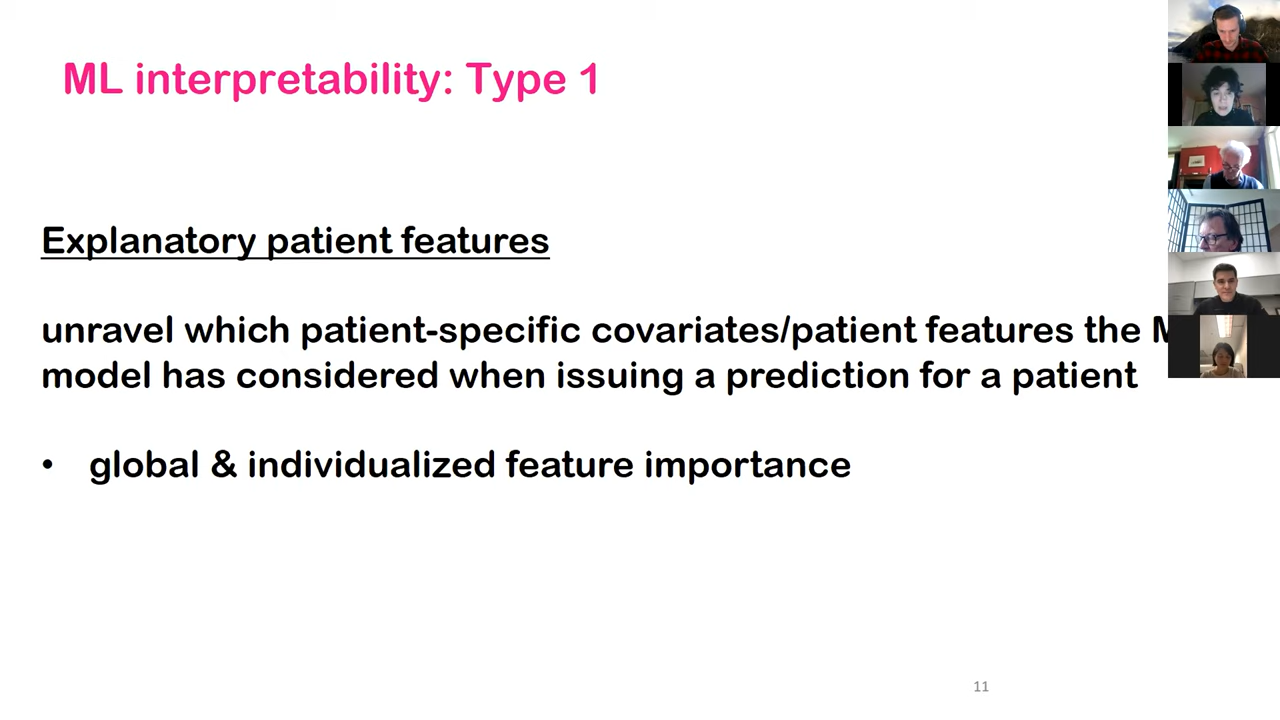 ML interpretability: Type 1
Explanatory patient features
unravel which patient-specific covariates/patient features the
model has considered when issuing a prediction for a patient
• global & individualized feature importance
11